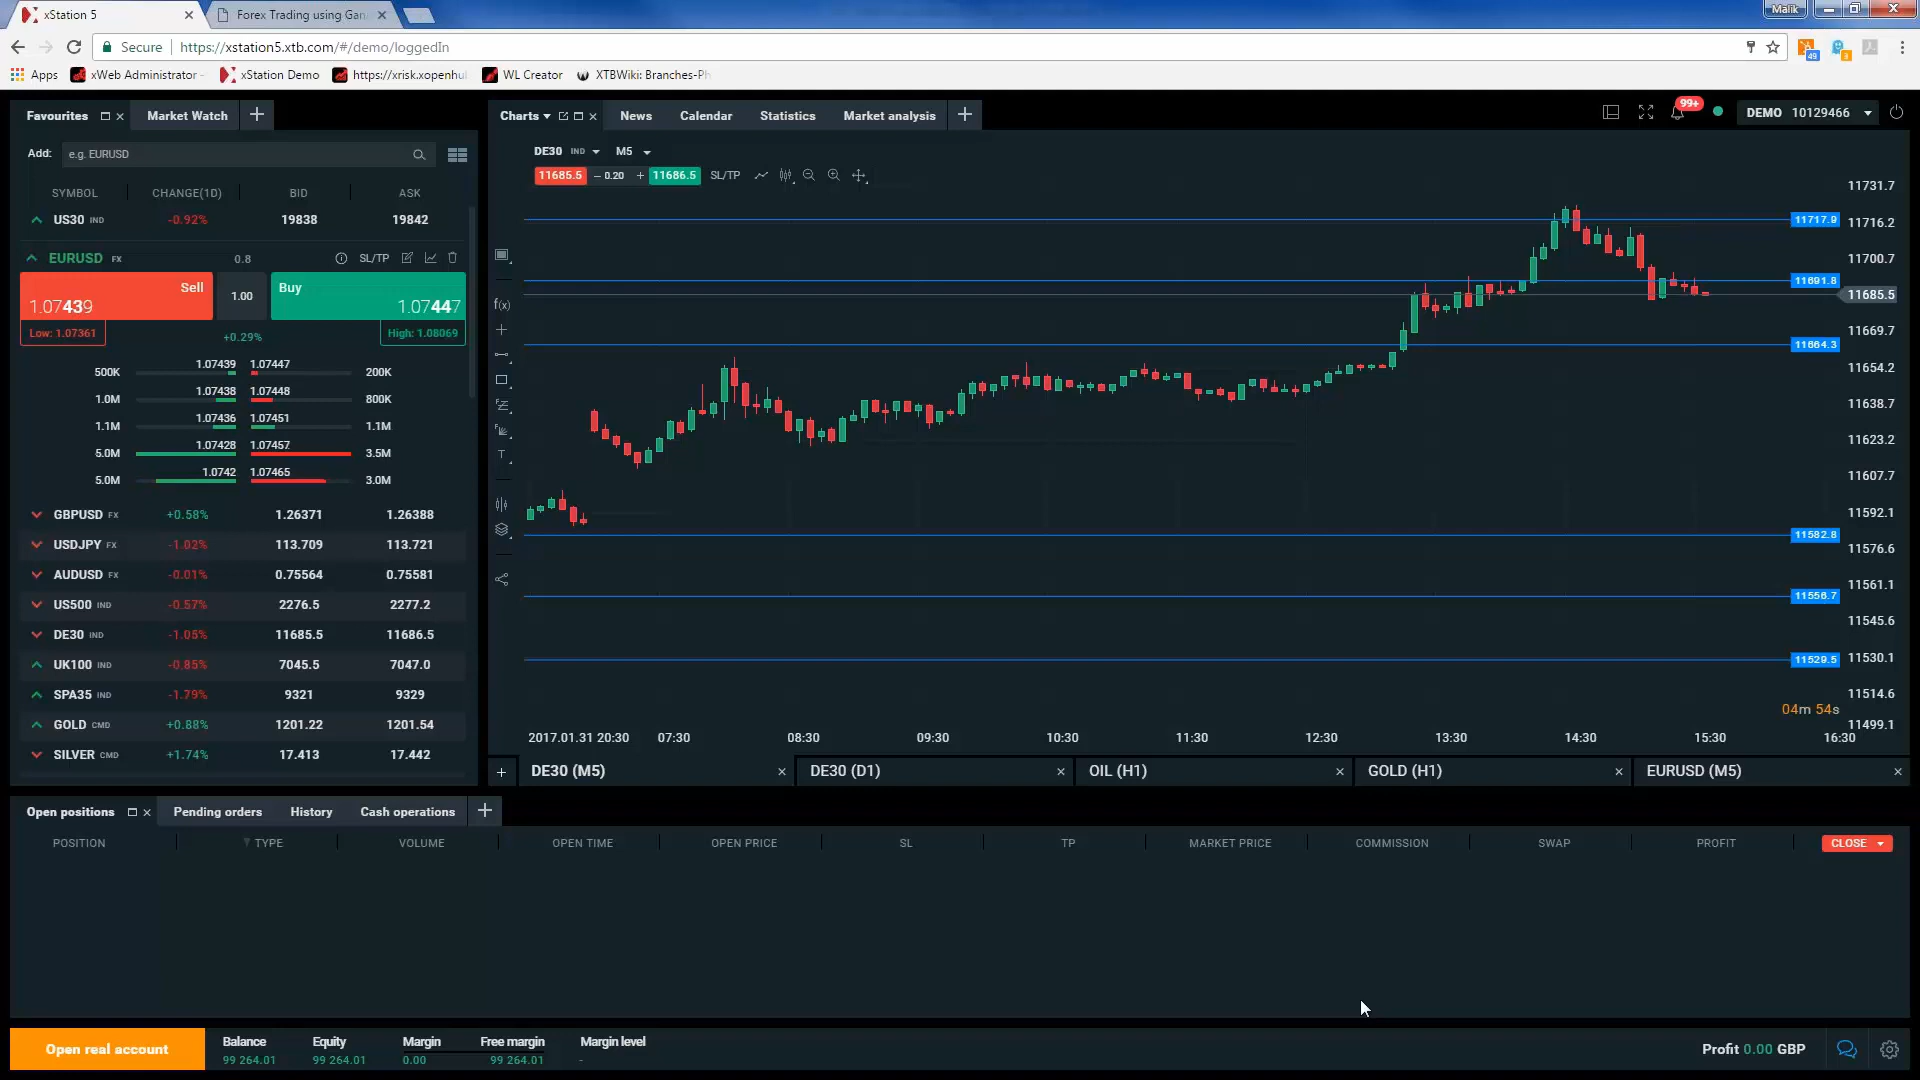 xStation 5
Forex Trading using Gan
Malik
Secure https://xstation5.xtb.com/#/demo/loggedIn
Apps xWeb Administrator - xStation Demo https://xrisk.xopenhu WL Creator XTBWiki: Branches-Ph
Favourites Market Watch
Charts News Calendar Statistics Market analysis
99+ DEMO 10129466
Add: e.g. EURUSD
DE30 IND M5
11685.5 – 0.20 + 11686.5 SL/TP
SYMBOL CHANGE(1D) BID ASK
US30 IND -0.92% 19838 19842
EURUSD FX 0.8 SL/TP
Sell 1.07439
1.00
Buy 1.07447
Low: 1.07361 +0.29% High: 1.08069
500K 1.07439 1.07447 200K
1.0M 1.07438 1.07448 800K
1.1M 1.07436 1.07451 1.1M
5.0M 1.07428 1.07457 3.5M
5.0M 1.0742 1.07465 3.0M
GBPUSD FX +0.58% 1.26371 1.26388
USDJPY FX -1.02% 113.709 113.721
AUDUSD FX -0.01% 0.75564 0.75581
US500 IND -0.57% 2276.5 2277.2
DE30 IND -1.05% 11685.5 11686.5
UK100 IND -0.85% 7045.5 7047.0
SPA35 IND -1.79% 9321 9329
GOLD CMD +0.88% 1201.22 1201.54
SILVER CMD +1.74% 17.413 17.442
f(x)
T
11731.7
11717.9
11716.2
11700.7
11691.8
11685.5
11669.7
11664.3
11654.2
11638.7
11623.2
11607.7
11592.1
11582.8
11576.6
11561.1
11556.7
11545.6
11530.1
11529.5
11514.6
04m 54s
11499.1
2017.01.31 20:30 07:30 08:30 09:30 10:30 11:30 12:30 13:30 14:30 15:30 16:30
DE30 (M5) DE30 (D1) OIL (H1) GOLD (H1) EURUSD (M5)
Open positions Pending orders History Cash operations
POSITION TYPE VOLUME OPEN TIME OPEN PRICE SL TP MARKET PRICE COMMISSION SWAP PROFIT CLOSE
Open real account
Balance Equity Margin Free margin Margin level
99 264.01 99 264.01 0.00 99 264.01 -
Profit 0.00 GBP